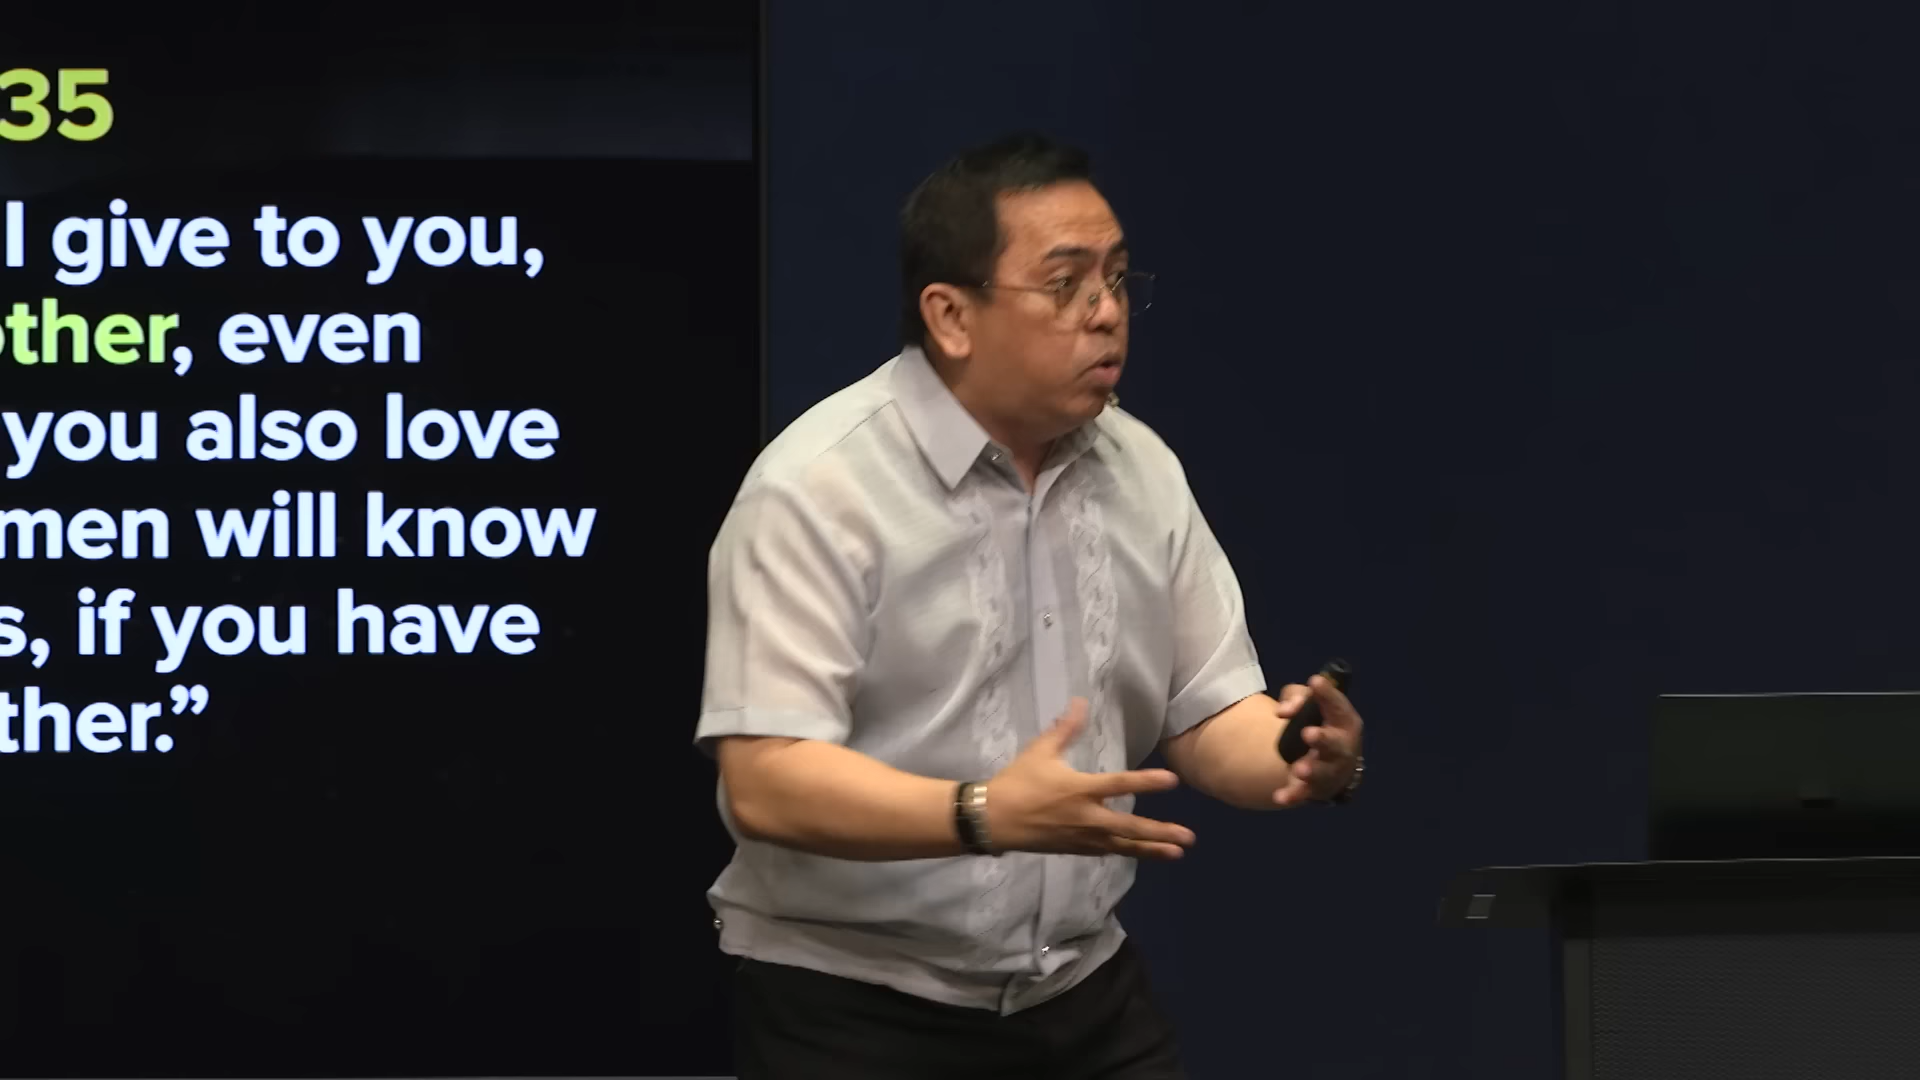 35
I give to you,
other, even
you also love
men will know
s, if you have
ther.”